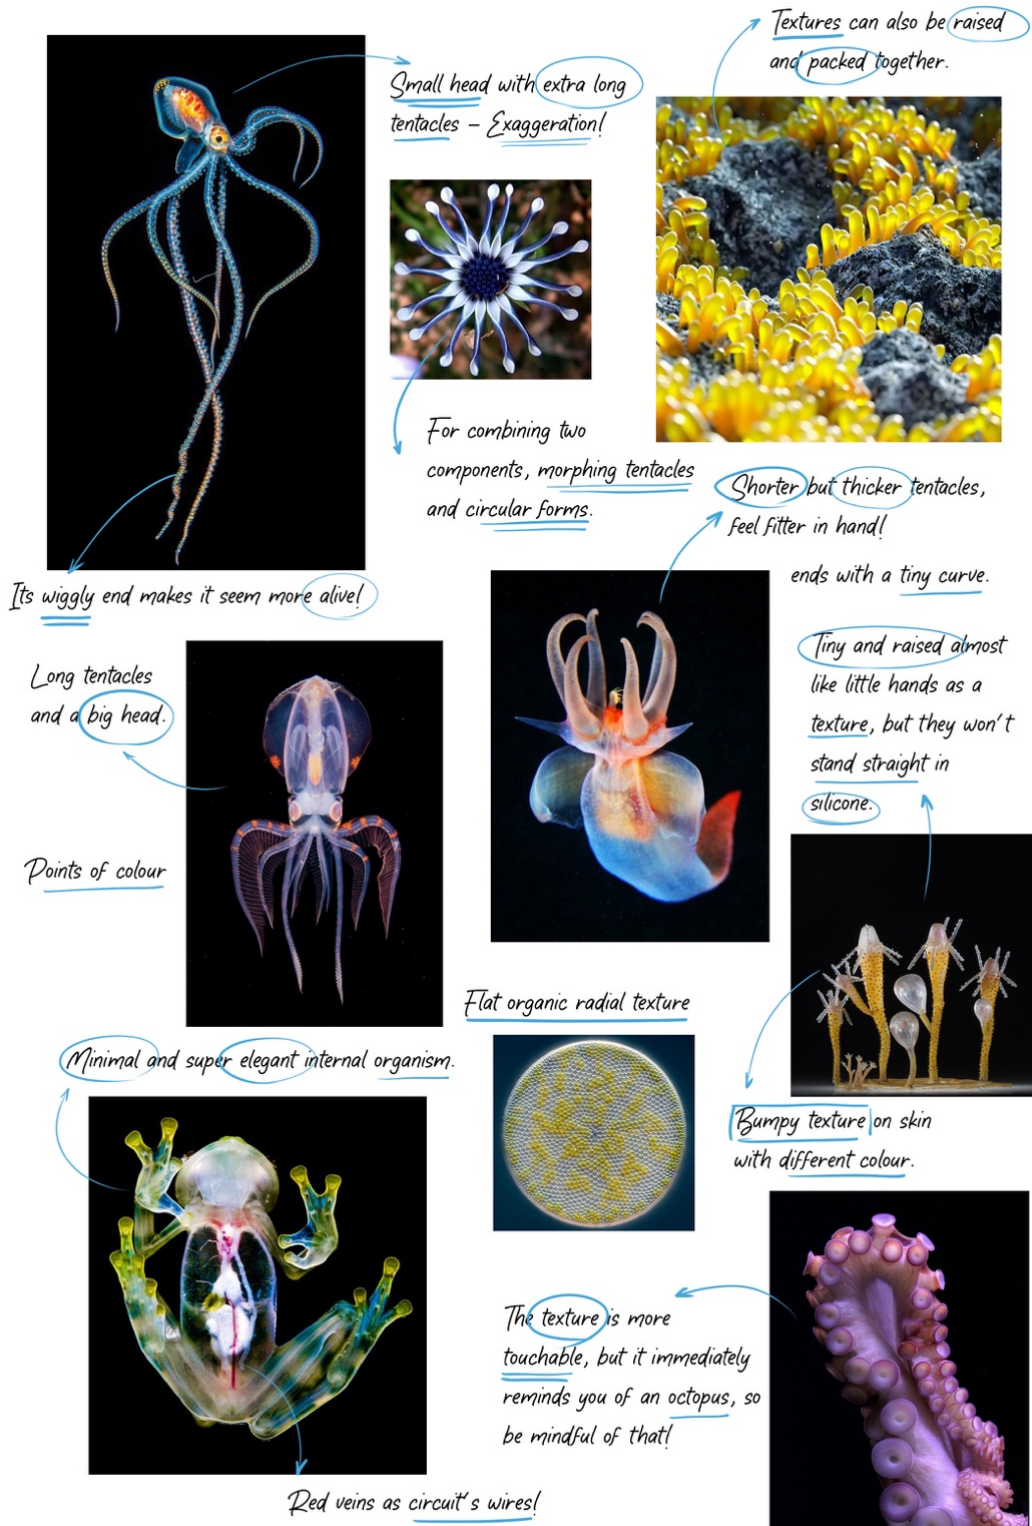 Textures can also be raised
and packed together.
Small head with extra long
tentacles – Exaggeration!
For combining two
components, morphing tentacles
and circular forms.
Shorter but thicker tentacles,
feel fitter in hand!
ends with a tiny curve.
Its wiggly end makes it seem more alive!
Tiny and raised almost
like little hands as a
texture, but they won't
stand straight in
silicone.
Long tentacles
and a big head.
Points of colour
Flat organic radial texture
Minimal and super elegant internal organism.
Bumpy texture on skin
with different colour.
The texture is more
touchable, but it immediately
reminds you of an octopus, so
be mindful of that!
Red veins as circuit's wires!